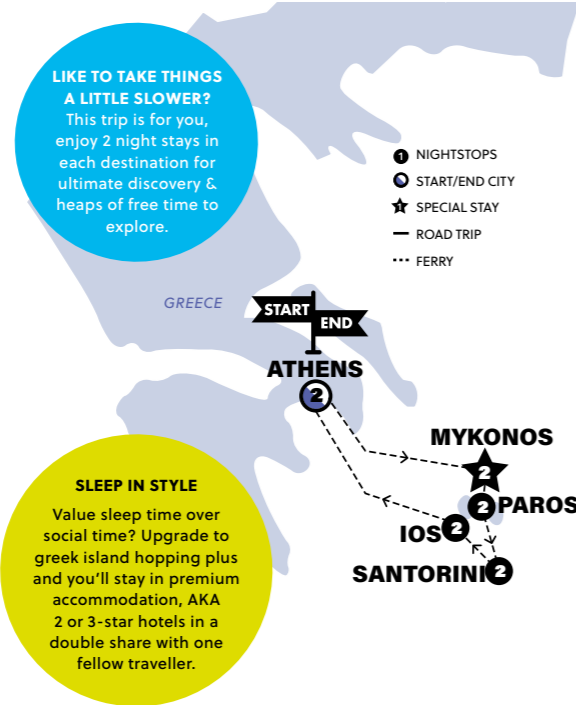 LIKE TO TAKE THINGS
A LITTLE SLOWER?
This trip is for you,
enjoy 2 night stays in
each destination for
ultimate discovery &
heaps of free time to
explore.
1 NIGHTSTOPS
START/END CITY
1 SPECIAL STAY
ROAD TRIP
FERRY
GREECE
START
END
ATHENS
2
MYKONOS
2
2 PAROS
IOS 2
SANTORINI 2
SLEEP IN STYLE
Value sleep time over
social time? Upgrade to
greek island hopping plus
and you'll stay in premium
accommodation, AKA
2 or 3-star hotels in a
double share with one
fellow traveller.